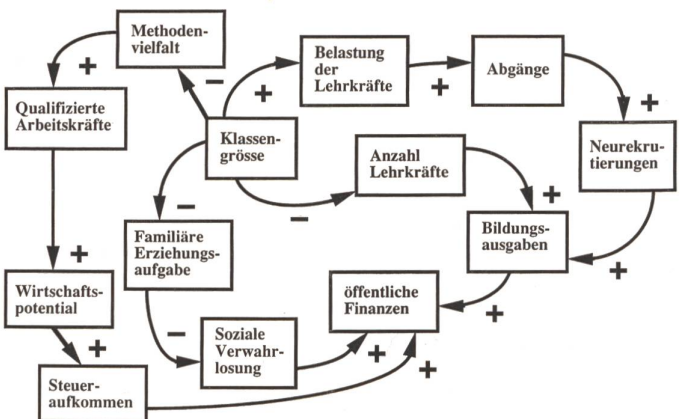 Methoden-
vielfalt
Belastung
der
Lehrkräfte
Abgänge
Qualifizierte
Arbeitskräfte
Klassen-
grösse
Anzahl
Lehrkräfte
Neurekru-
tierungen
Familiäre
Erziehungs-
aufgabe
Bildungs-
ausgaben
Wirtschafts-
potential
öffentliche
Finanzen
Soziale
Verwahr-
losung
Steuer-
aufkommen
+
−
+
+
+
−
−
+
+
+
+
−
+
+
+